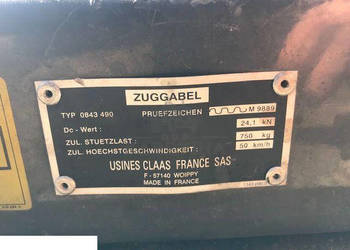 ZUGGABEL
TYP 0843 490 PRUEFZEICHEN M 9889
Dc - Wert : 24,1 kN
ZUL. STUETZLAST : 750 kg
ZUL. HOECHSTGESCHWINDIGKEIT : 50 km/h
USINES CLAAS FRANCE SAS
F - 57140 WOIPPY
MADE IN FRANCE